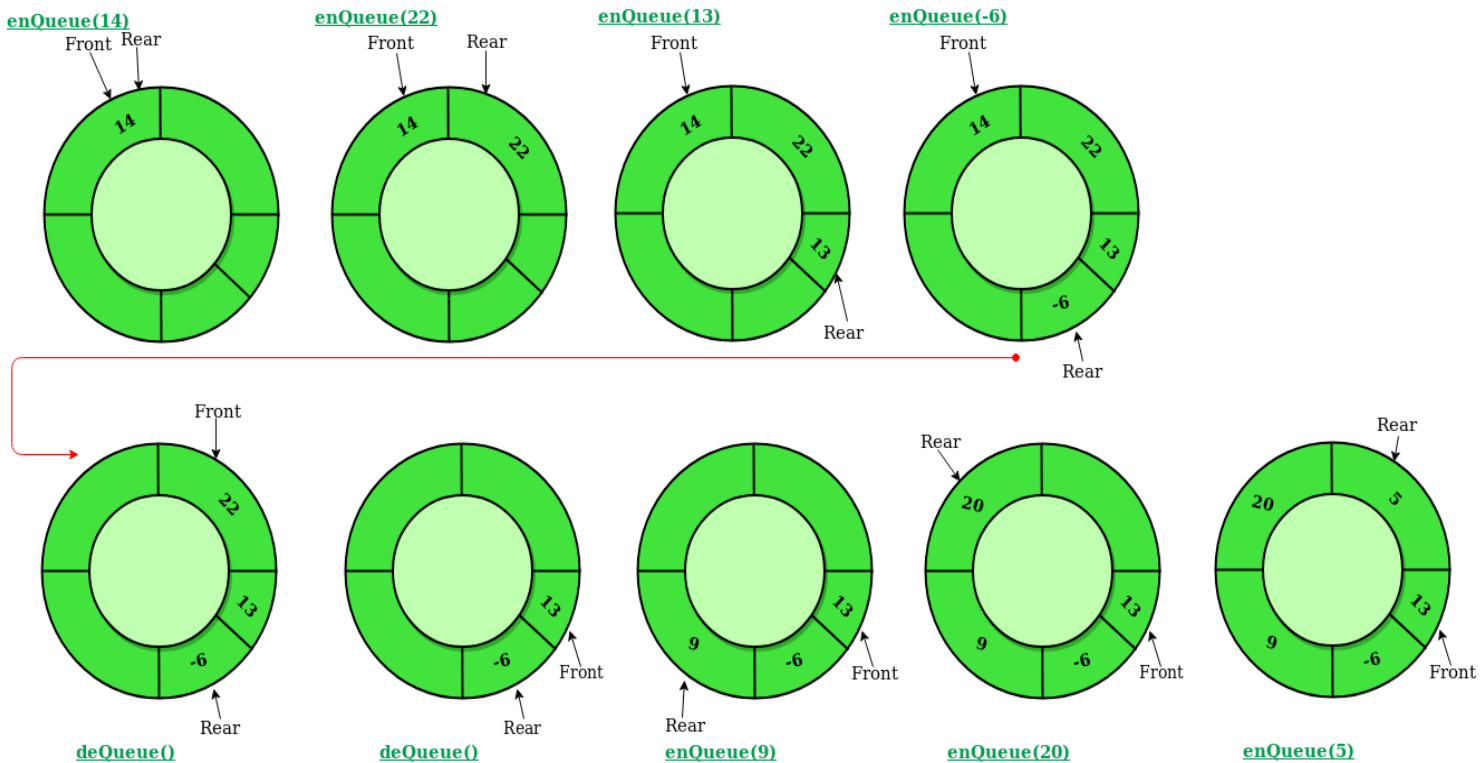 enQueue(14)
Front Rear
14
enQueue(22)
Front Rear
14
22
enQueue(13)
Front
14
22
13
Rear
enQueue(-6)
Front
14
22
13
-6
Rear
Front
22
13
-6
Rear
deQueue()
13
-6
Front
Rear
deQueue()
13
9
-6
Front
Rear
enQueue(9)
Rear
20
13
9
-6
Front
enQueue(20)
Rear
20
5
13
9
-6
Front
enQueue(5)